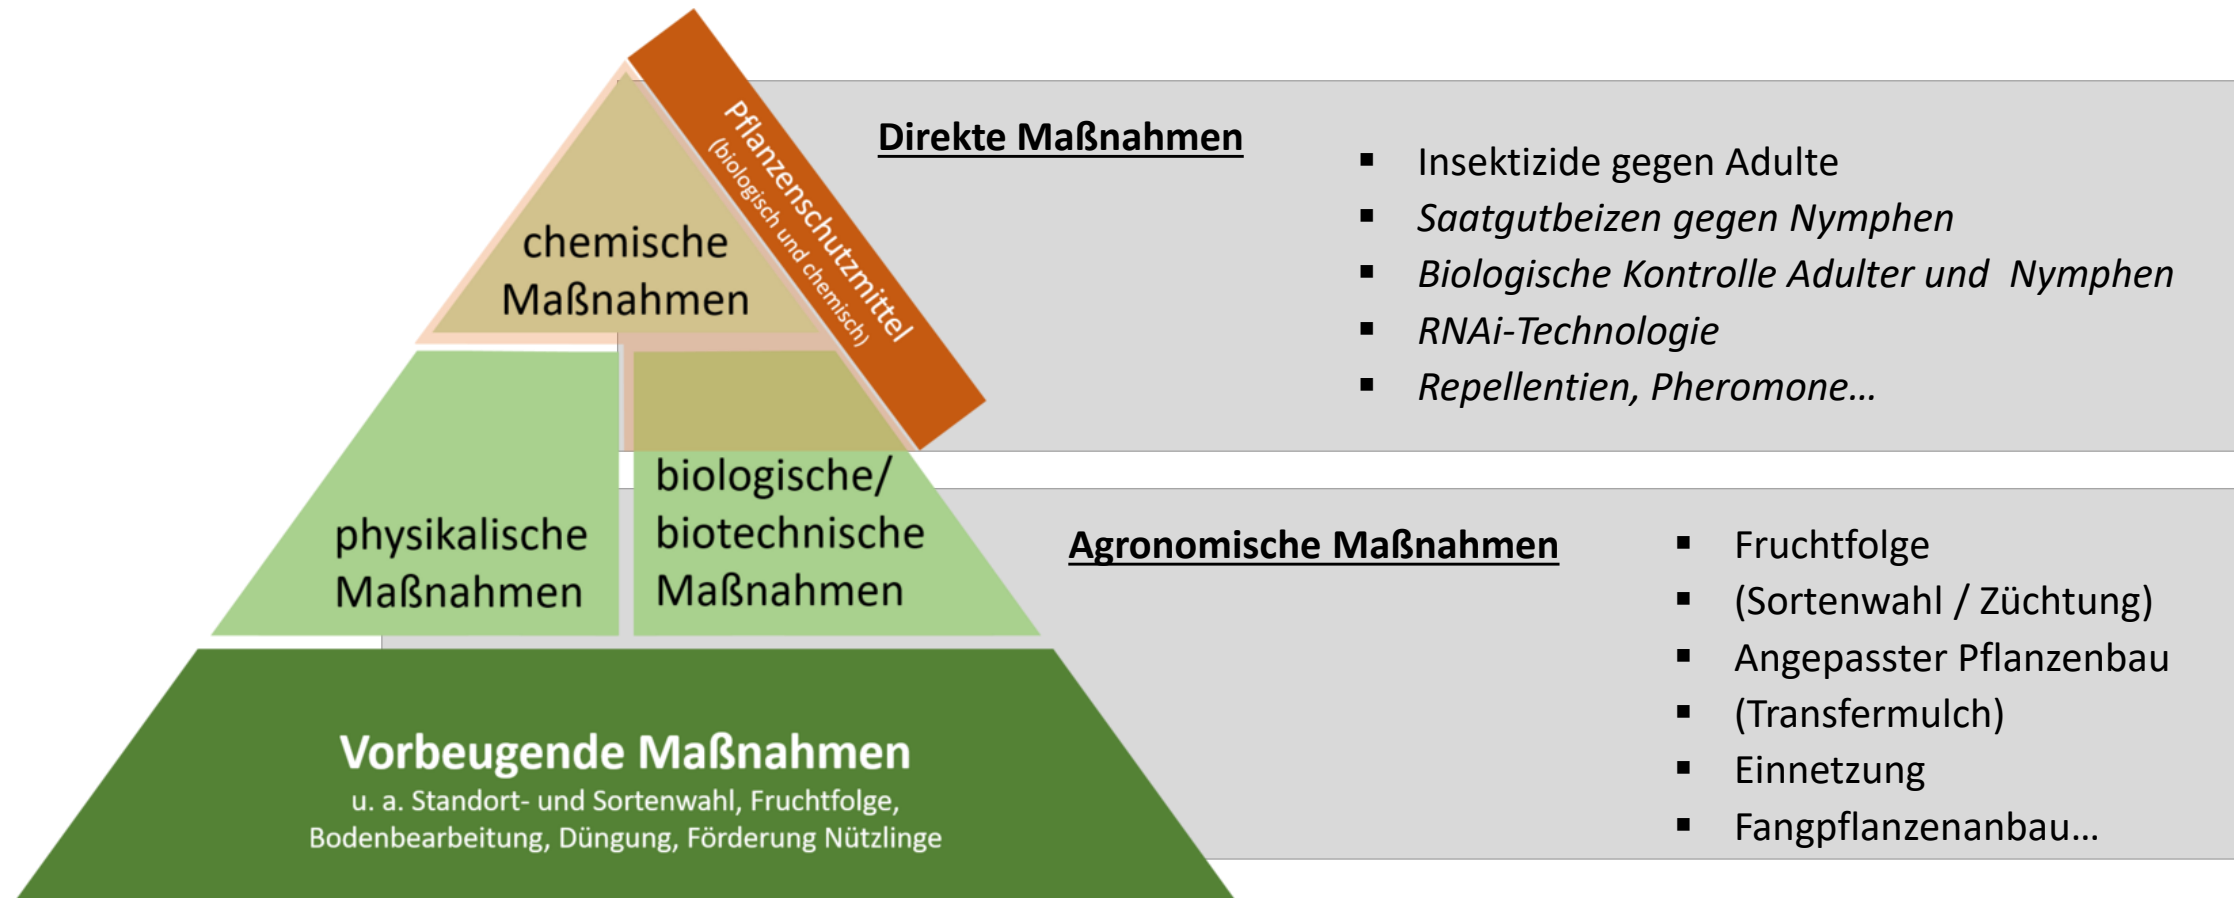 Pflanzenschutzmittel
(biologisch und chemisch)
chemische
Maßnahmen
physikalische
Maßnahmen
biologische/
biotechnische
Maßnahmen
Vorbeugende Maßnahmen
u. a. Standort- und Sortenwahl, Fruchtfolge,
Bodenbearbeitung, Düngung, Förderung Nützlinge
Direkte Maßnahmen
▪ Insektizide gegen Adulte
▪ Saatgutbeizen gegen Nymphen
▪ Biologische Kontrolle Adulter und  Nymphen
▪ RNAi-Technologie
▪ Repellentien, Pheromone…
Agronomische Maßnahmen
▪ Fruchtfolge
▪ (Sortenwahl / Züchtung)
▪ Angepasster Pflanzenbau
▪ (Transfermulch)
▪ Einnetzung
▪ Fangpflanzenanbau…